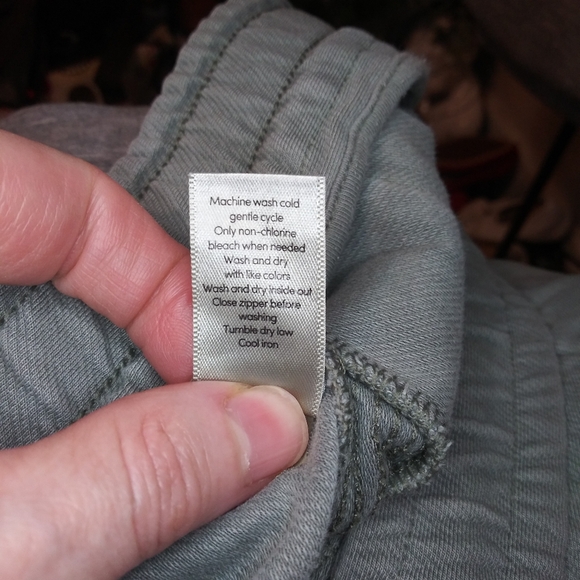 Machine wash cold
gentle cycle
Only non-chlorine
bleach when needed
Wash and dry
with like colors
Wash and dry inside out
Close zipper before
washing
Tumble dry low
Cool iron